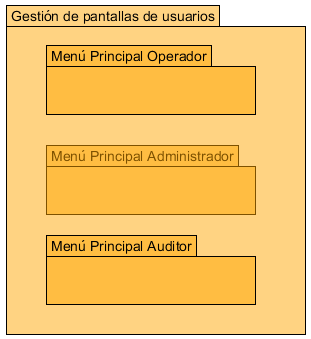 Gestión de pantallas de usuarios
Menú Principal Operador
Menú Principal Administrador
Menú Principal Auditor